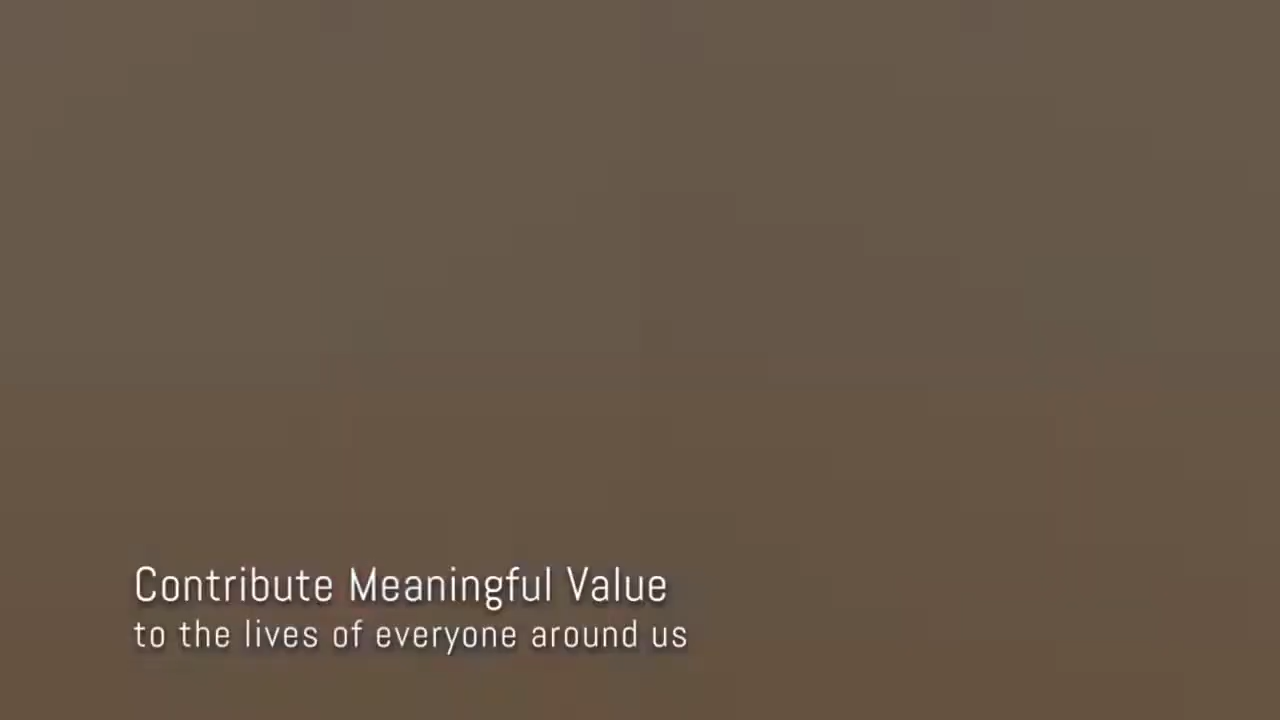 Contribute Meaningful Value
to the lives of everyone around us